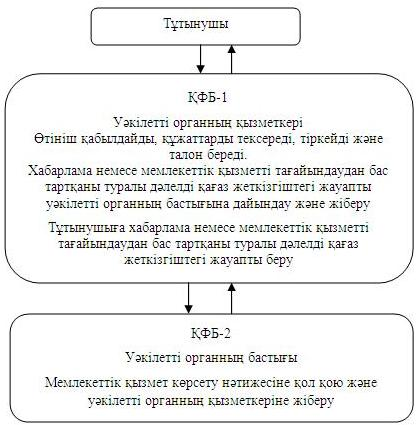 Тұтынушы
ҚФБ-1
Уәкілетті органның қызметкері
Өтініш қабылдайды, құжаттарды тексереді, тіркейді және
талон береді.
Хабарлама немесе мемлекеттік қызметті тағайындаудан бас
тартқаны туралы дәлелді қағаз жеткізгіштегі жауапты
уәкілетті органның бастығына дайындау және жіберу
Тұтынушыға хабарлама немесе мемлекеттік қызметті
тағайындаудан бас тартқаны туралы дәлелді қағаз
жеткізгіштегі жауапты беру
ҚФБ-2
Уәкілетті органның бастығы
Мемлекеттік қызмет көрсету нәтижесіне қол қою және
уәкілетті органның қызметкеріне жіберу